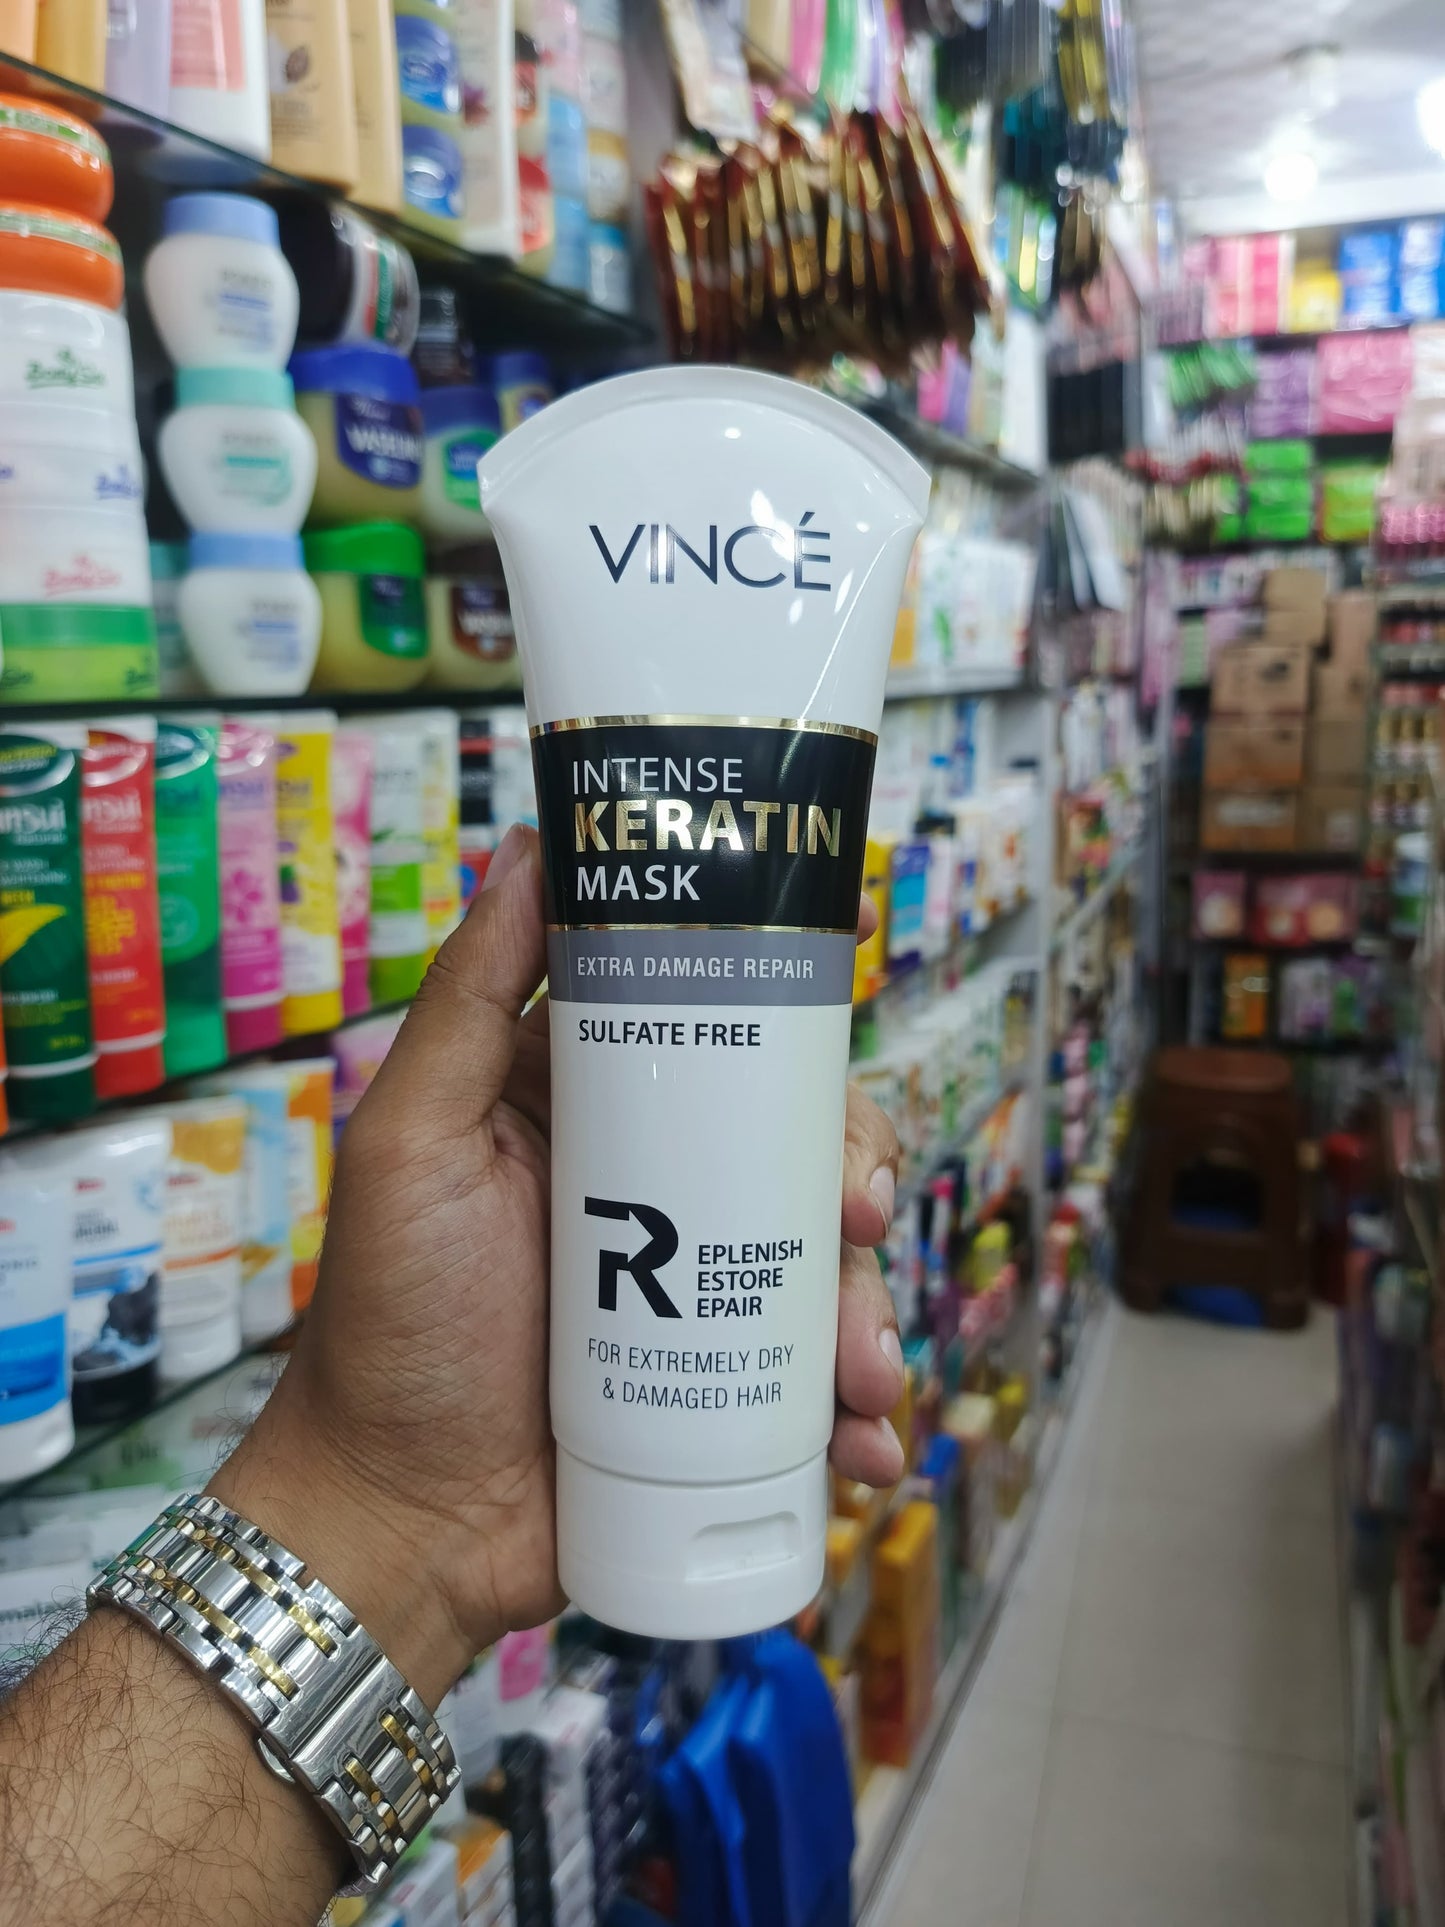 VINCÉ
INTENSE
KERATIN
MASK
EXTRA DAMAGE REPAIR
SULFATE FREE
R EPLENISH
ESTORE
EPAIR
FOR EXTREMELY DRY
& DAMAGED HAIR